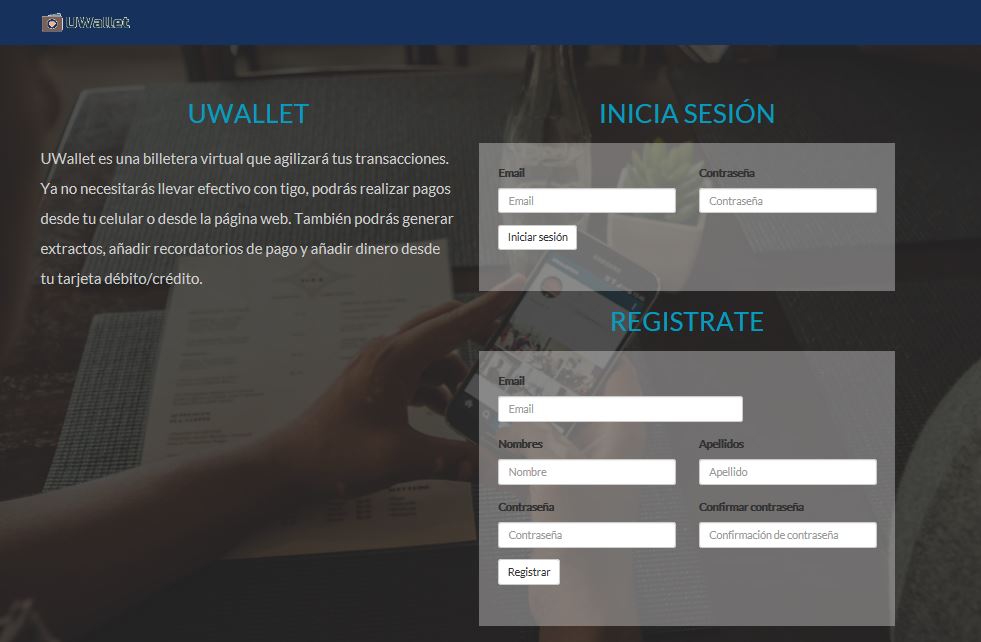 UWallet
UWALLET
UWallet es una billetera virtual que agilizará tus transacciones.
Ya no necesitarás llevar efectivo con tigo, podrás realizar pagos
desde tu celular o desde la página web. También podrás generar
extractos, añadir recordatorios de pago y añadir dinero desde
tu tarjeta débito/crédito.
INICIA SESIÓN
Email
Contraseña
Email
Contraseña
Iniciar sesión
REGISTRATE
Email
Email
Nombres
Apellidos
Nombre
Apellido
Contraseña
Confirmar contraseña
Contraseña
Confirmación de contraseña
Registrar